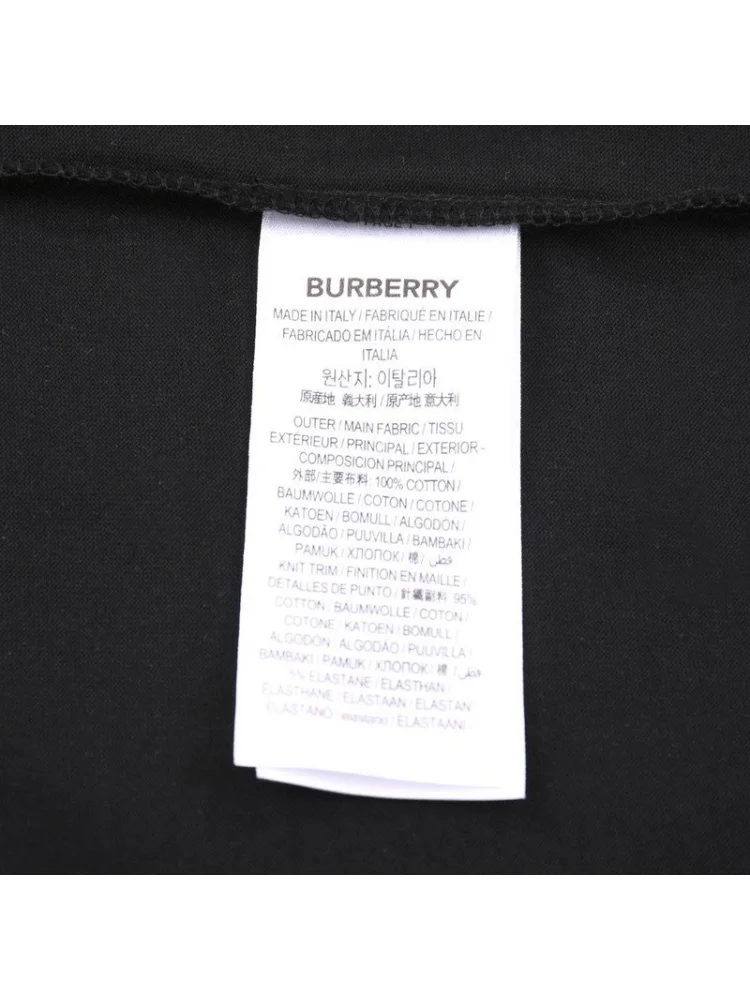 PAGE 1
BURBERRY
MADE IN ITALY / FABRIQUÉ EN ITALIE /
FABRICADO EM ITÁLIA / HECHO EN
ITALIA
원산지: 이탈리아
原産地 義大利 / 原产地 意大利
OUTER / MAIN FABRIC / TISSU
EXTÉRIEUR / PRINCIPAL / EXTERIOR -
COMPOSICION PRINCIPAL /
外部/主要布料: 100% COTTON /
BAUMWOLLE / COTON / COTONE /
KATOEN / BOMULL / ALGODÓN /
ALGODÃO / PUUVILLA / BAMBAKI /
PAMUK / ХЛОПОК / 棉 / قطن
KNIT TRIM / FINITION EN MAILLE /
DETALLES DE PUNTO / 針織副料 95%
COTTON / BAUMWOLLE / COTON /
COTONE / KATOEN / BOMULL /
ALGODÓN / ALGODÃO / PUUVILLA /
BAMBAKI / PAMUK / ХЛОПОК / 棉 / قطن /
5% ELASTANE / ELASTHAN /
ELASTHANE / ELASTAAN / ELASTAN
ELASTANO / elastano / ELASTAANI /